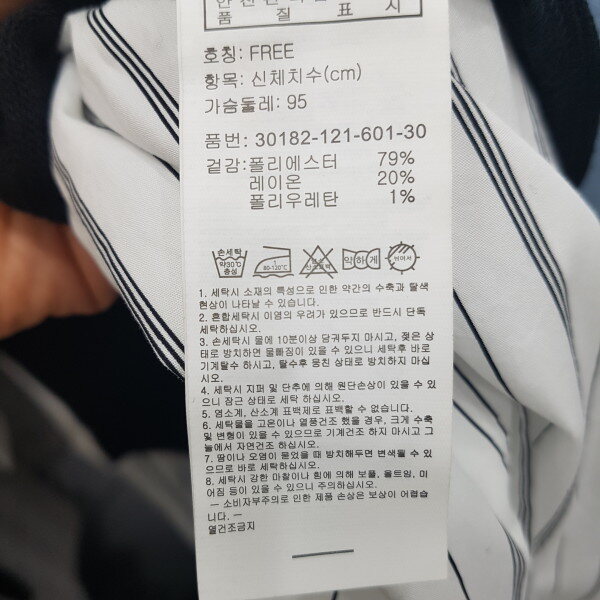 품 질 표 시
호칭: FREE
항목: 신체치수(cm)
가슴둘레: 95
품번: 30182-121-601-30
겉감:폴리에스터 79%
레이온 20%
폴리우레탄 1%
손세탁
약30℃
중성
80-120℃
약하게
뉘어서
1. 세탁시 소재의 특성으로 인한 약간의 수축과 탈색
현상이 나타날 수 있습니다.
2. 혼합세탁시 이염의 우려가 있으므로 반드시 단독
세탁하십시오.
3. 손세탁시 물에 10분이상 담궈두지 마시고, 젖은 상
태로 방치하면 물빠짐이 있을 수 있으니 세탁후 바로
기계탈수 하시고, 탈수후 뭉친 상태로 방치하지 마십
시오.
4. 세탁시 지퍼 및 단추에 의해 원단손상이 있을 수 있
으니 잠근 상태로 세탁 하십시오.
5. 염소계, 산소계 표백제로 표백할 수 없습니다.
6. 세탁물을 고온이나 열풍건조 했을 경우, 크게 수축
및 변형이 있을 수 있으므로 기계건조 하지 마시고 그
늘에서 자연건조 하십시오.
7. 땀이나 오염이 묻었을 때 방치해두면 변색될 수 있
으므로 바로 세탁하십시오.
8. 세탁시 강한 마찰이나 힘에 의해 보풀, 올트임, 미
어짐 등이 있을 수 있으니 주의하십시오.
— 소비자부주의로 인한 제품 손상은 보상이 어렵습
니다. —
열건조금지